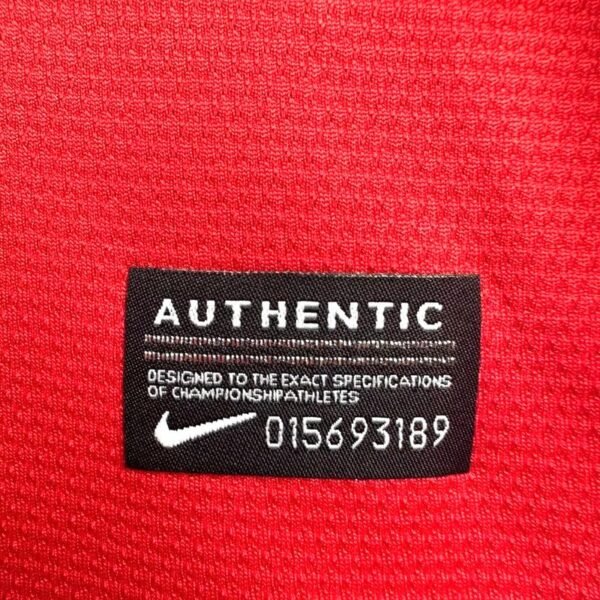 AUTHENTIC
DESIGNED TO THE EXACT SPECIFICATIONS
OF CHAMPIONSHIPATHLETES
015693189